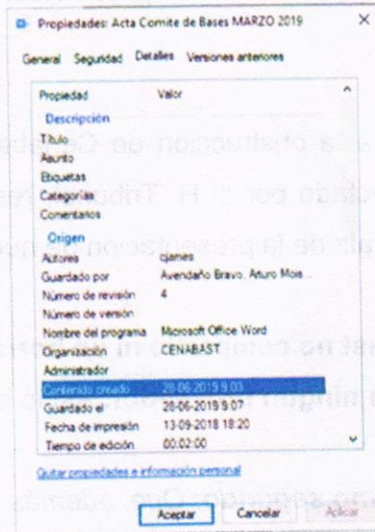 Propiedades: Acta Comite de Bases MARZO 2019
General Seguridad Detalles Versiones anteriores
Propiedad Valor
Descripción
Título
Asunto
Etiquetas
Categorías
Comentarios
Origen
Autores cjames
Guardado por Avendaño Bravo, Arturo Mois...
Número de revisión 4
Número de versión
Nombre del programa Microsoft Office Word
Organización CENABAST
Administrador
Contenido creado 28-06-2019 9:03
Guardado el 28-06-2019 9:07
Fecha de impresión 13-09-2018 18:20
Tiempo de edición 00:02:00
Quitar propiedades e información personal
Aceptar Cancelar Aplicar